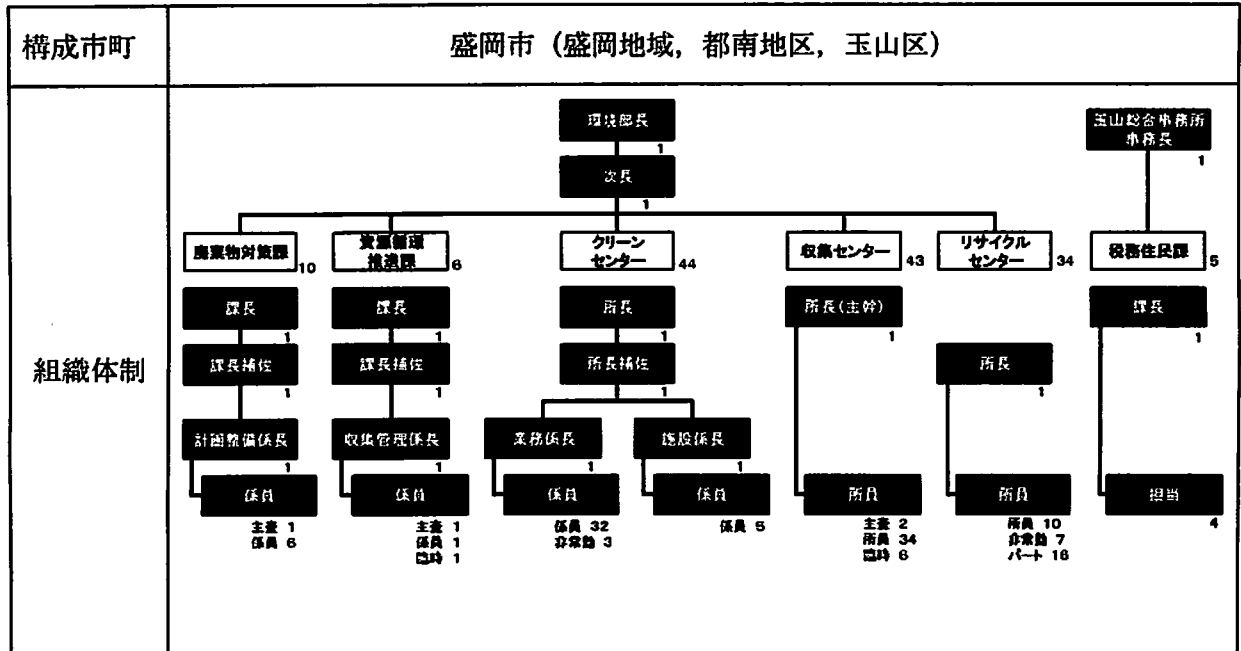 構成市町
盛岡市（盛岡地域，都南地区，玉山区）
組織体制
環境部長
1
玉山総合事務所
事務長
1
次長
1
廃棄物対策課
10
資源循環
推進課
6
クリーン
センター
44
収集センター
43
リサイクル
センター
34
税務住民課
5
課長
1
課長
1
所長
1
所長(主幹)
1
課長
1
課長補佐
1
課長補佐
1
所長補佐
1
所長
1
計画整備係長
1
収集管理係長
1
業務係長
1
施設係長
1
係員
主査 1
係員 6
係員
主査 1
係員 1
臨時 1
係員
係員 32
非常勤 3
係員
係員 5
所員
主査 2
所員 34
臨時 6
所員
所員 10
非常勤 7
パート 16
担当
4